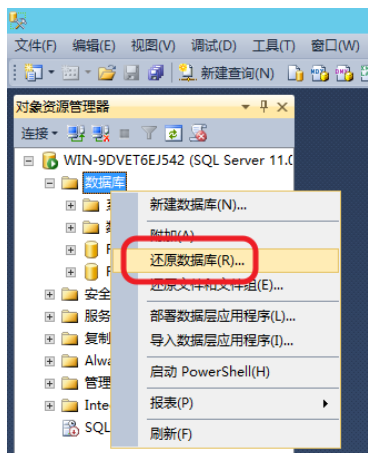 文件(F) 编辑(E) 视图(V) 调试(D) 工具(T) 窗口(W)
新建查询(N)
对象资源管理器
连接
WIN-9DVET6EJ542 (SQL Server 11.0
数据库
新建数据库(N)...
附加(A)...
还原数据库(R)...
还原文件和文件组(E)...
部署数据层应用程序(L)...
导入数据层应用程序(I)...
启动 PowerShell(H)
报表(P)
刷新(F)
安全
服务
复制
Alwa
管理
Inte
SQL